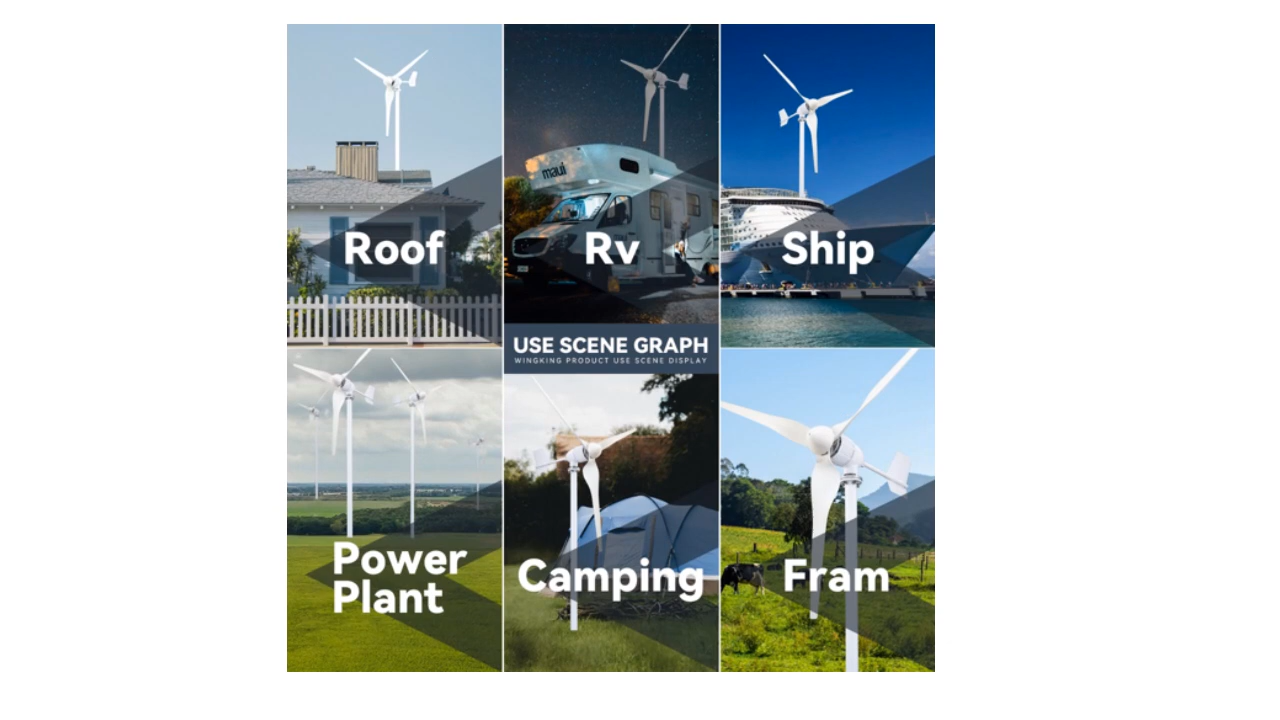 maui
Roof
Rv
Ship
USE SCENE GRAPH
WINGKING PRODUCT USE SCENE DISPLAY
Power
Plant
Camping
Fram